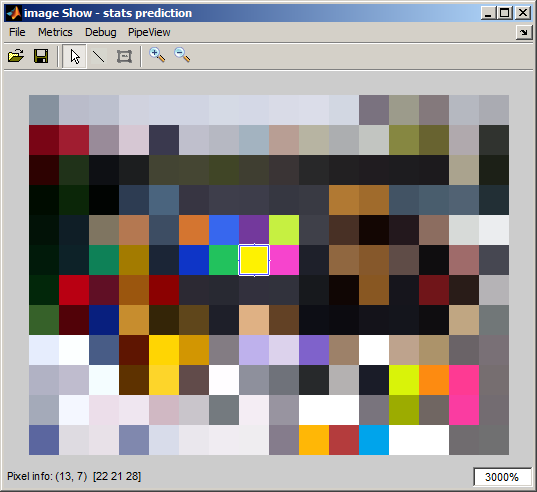 image Show - stats prediction
File Metrics Debug PipeView
Pixel info: (13, 7) [22 21 28]
3000%